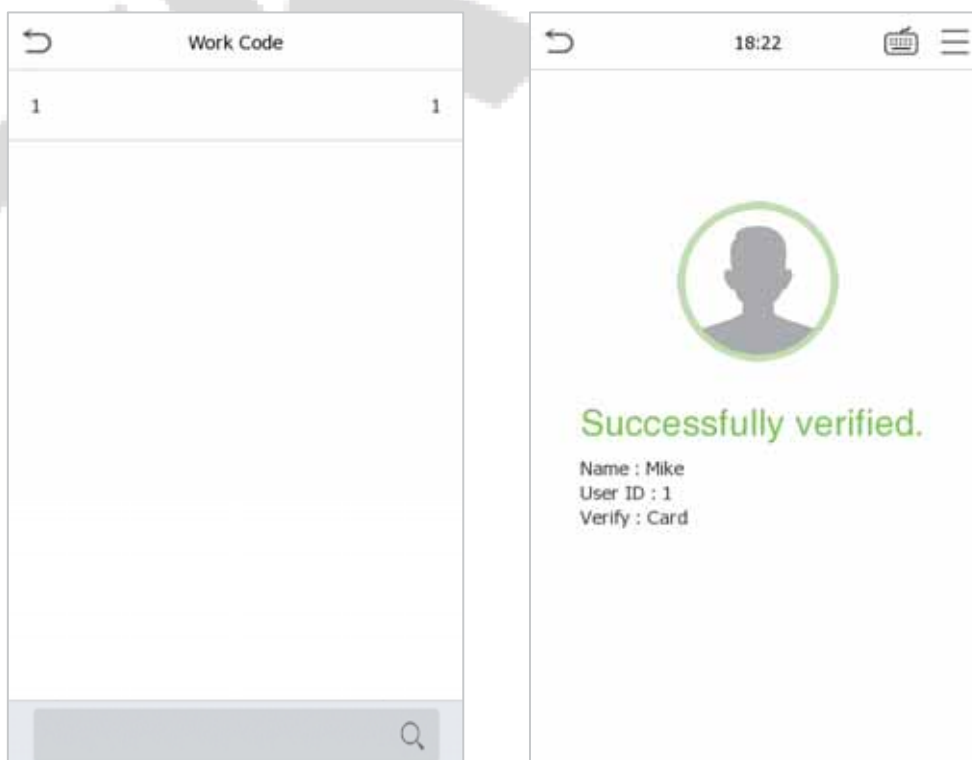 Work Code
1 1
18:22
Successfully verified.
Name : Mike
User ID : 1
Verify : Card